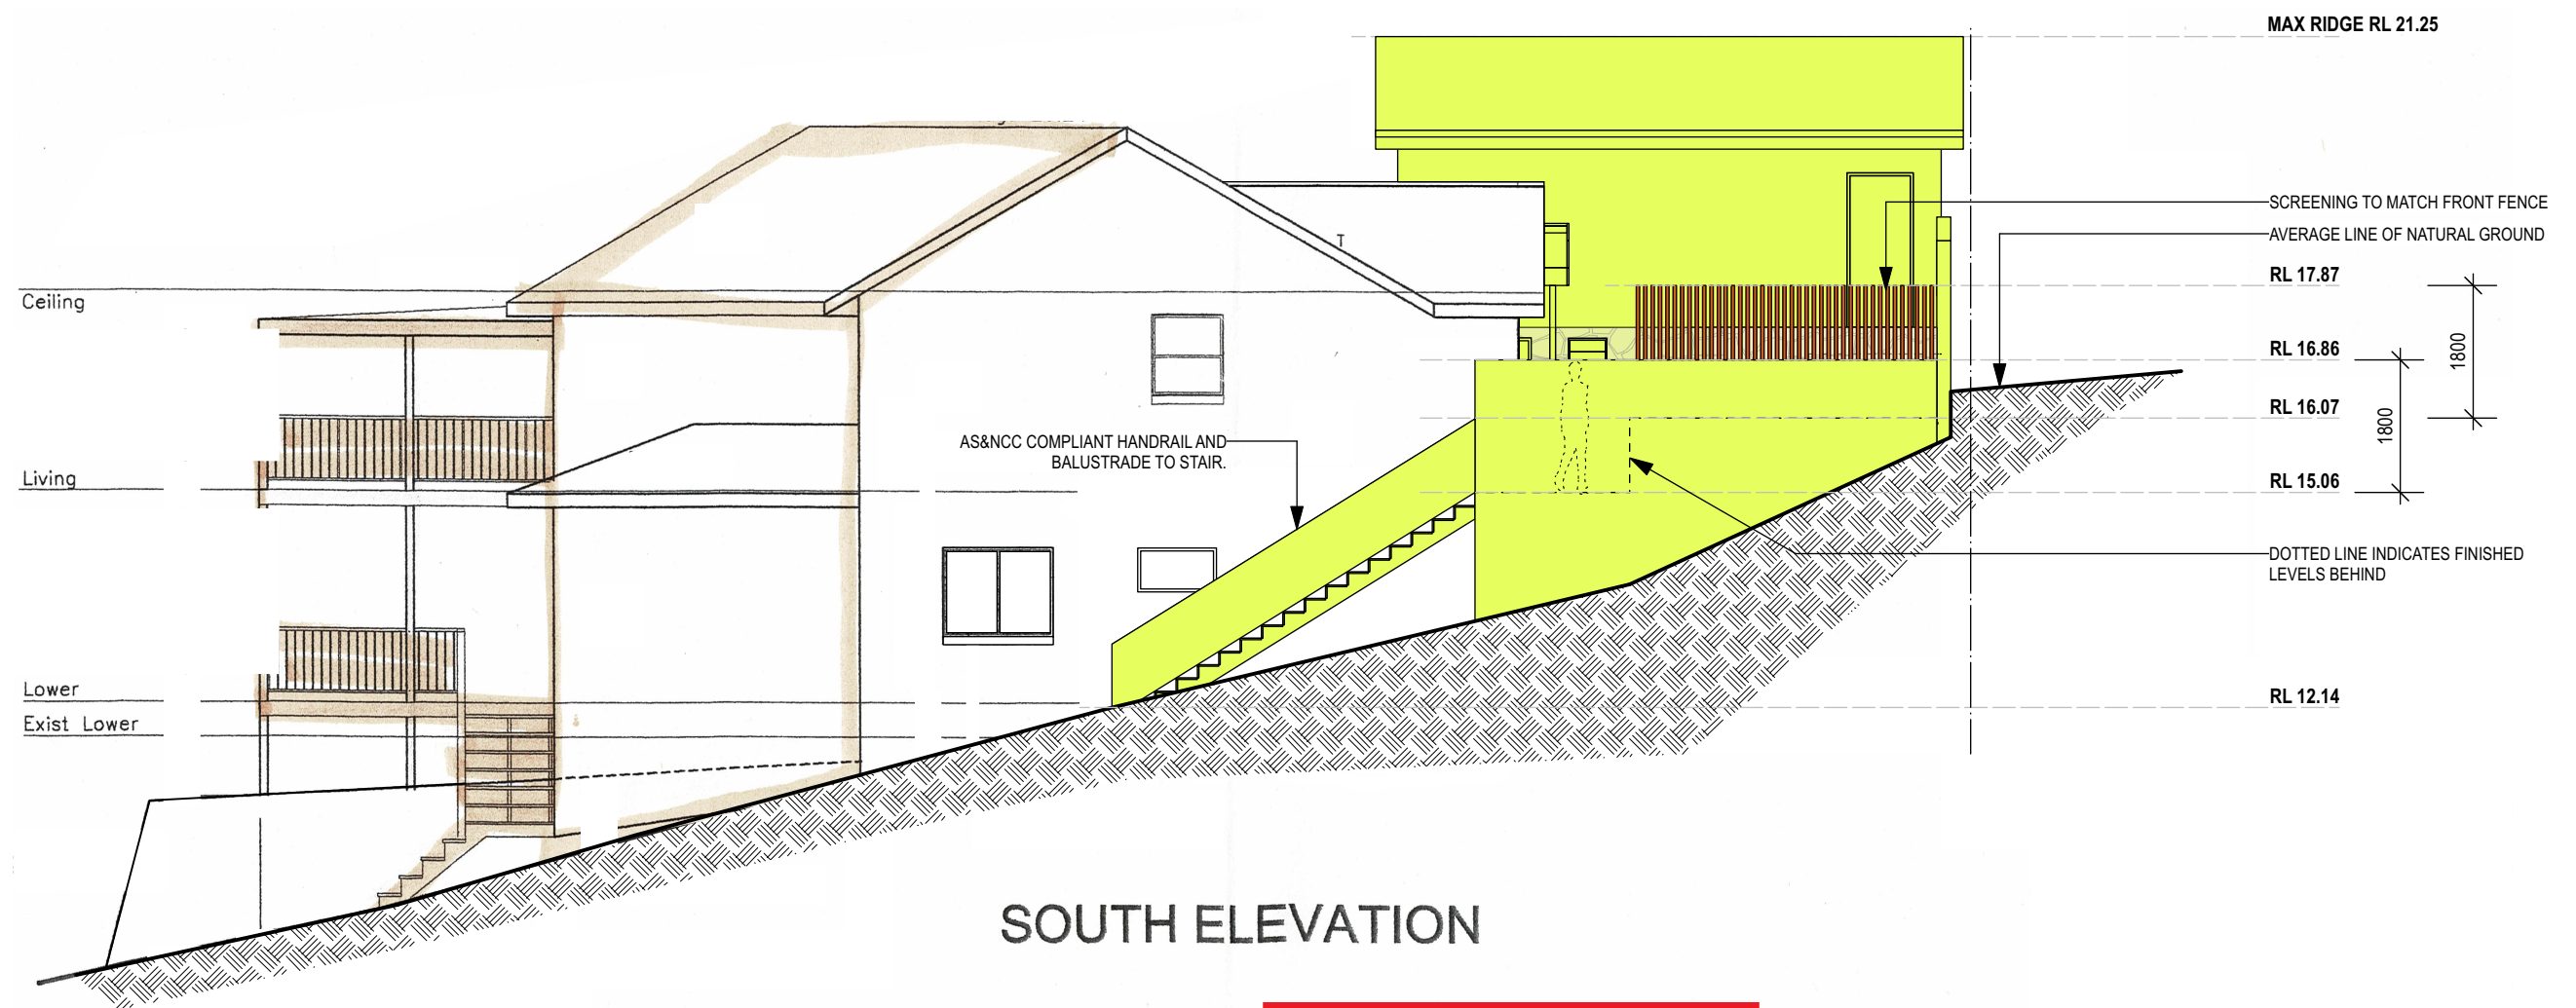 MAX RIDGE RL 21.25
SCREENING TO MATCH FRONT FENCE
AVERAGE LINE OF NATURAL GROUND
T
RL 17.87
Ceiling
RL 16.86
1800
RL 16.07
1800
AS&NCC COMPLIANT HANDRAIL AND
BALUSTRADE TO STAIR.
Living
RL 15.06
DOTTED LINE INDICATES FINISHED
LEVELS BEHIND
Lower
RL 12.14
Exist Lower
SOUTH ELEVATION